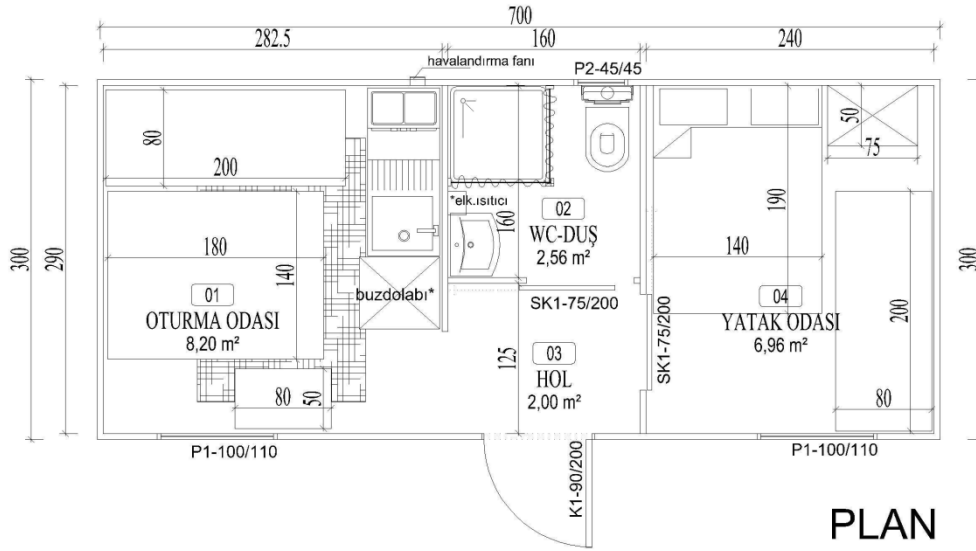 700
282.5
160
240
havalandırma fanı
P2-45/45
300
290
80
200
180
140
01
OTURMA ODASI
8,20 m²
80
50
buzdolabı*
*elk.ısıtıcı
160
02
WC-DUŞ
2,56 m²
SK1-75/200
125
03
HOL
2,00 m²
SK1-75/200
50
75
190
140
04
YATAK ODASI
6,96 m²
200
80
300
P1-100/110
K1-90/200
P1-100/110
PLAN